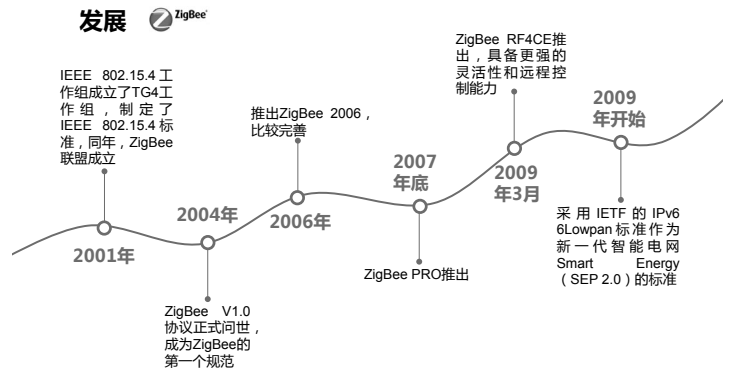 发展
ZigBee
IEEE 802.15.4 工
作组成立了TG4工
作组，制定了
IEEE 802.15.4 标
准，同年，ZigBee
联盟成立
2001年
2004年
ZigBee V1.0
协议正式问世，
成为ZigBee的
第一个规范
推出ZigBee 2006，
比较完善
2006年
2007
年底
ZigBee PRO推出
ZigBee RF4CE推
出，具备更强的
灵活性和远程控
制能力
2009
年3月
2009
年开始
采用IETF的IPv6
6Lowpan标准作为
新一代智能电网
Smart Energy
（SEP 2.0）的标准